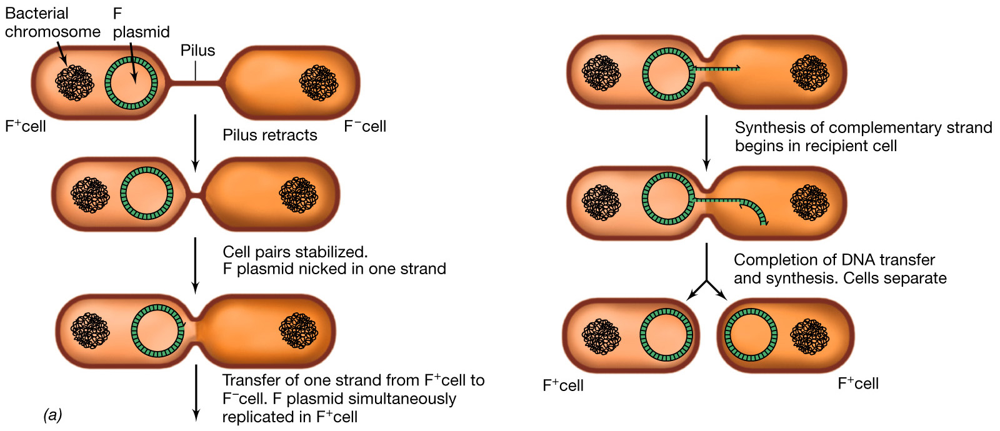 Bacterial
chromosome
F
plasmid
Pilus
F⁺cell
F⁻cell
Pilus retracts
Cell pairs stabilized.
F plasmid nicked in one strand
Transfer of one strand from F⁺cell to
F⁻cell. F plasmid simultaneously
replicated in F⁺cell
(a)
Synthesis of complementary strand
begins in recipient cell
Completion of DNA transfer
and synthesis. Cells separate
F⁺cell
F⁺cell